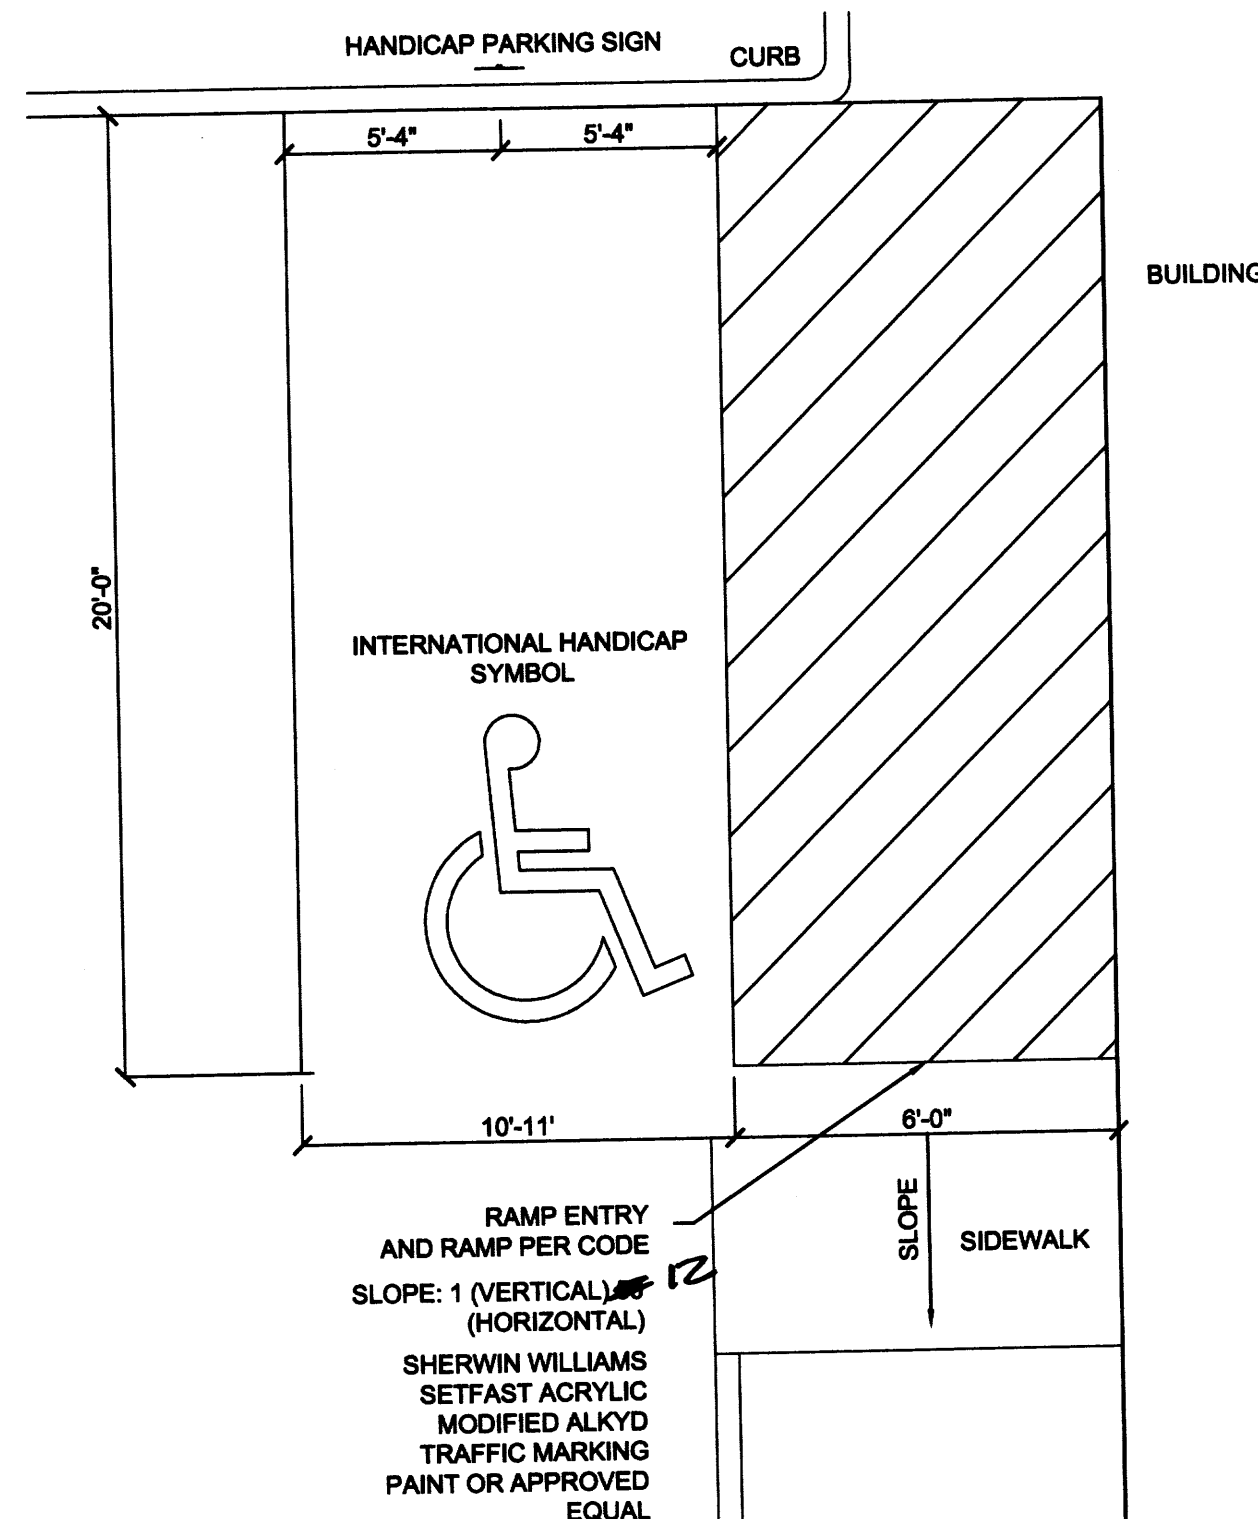 HANDICAP PARKING SIGN
CURB
5'-4"
5'-4"
BUILDING
20'-0"
INTERNATIONAL HANDICAP
SYMBOL
10'-11'
6'-0"
RAMP ENTRY
AND RAMP PER CODE
SLOPE
SIDEWALK
SLOPE: 1 (VERTICAL) 12
(HORIZONTAL)
SHERWIN WILLIAMS
SETFAST ACRYLIC
MODIFIED ALKYD
TRAFFIC MARKING
PAINT OR APPROVED
EQUAL